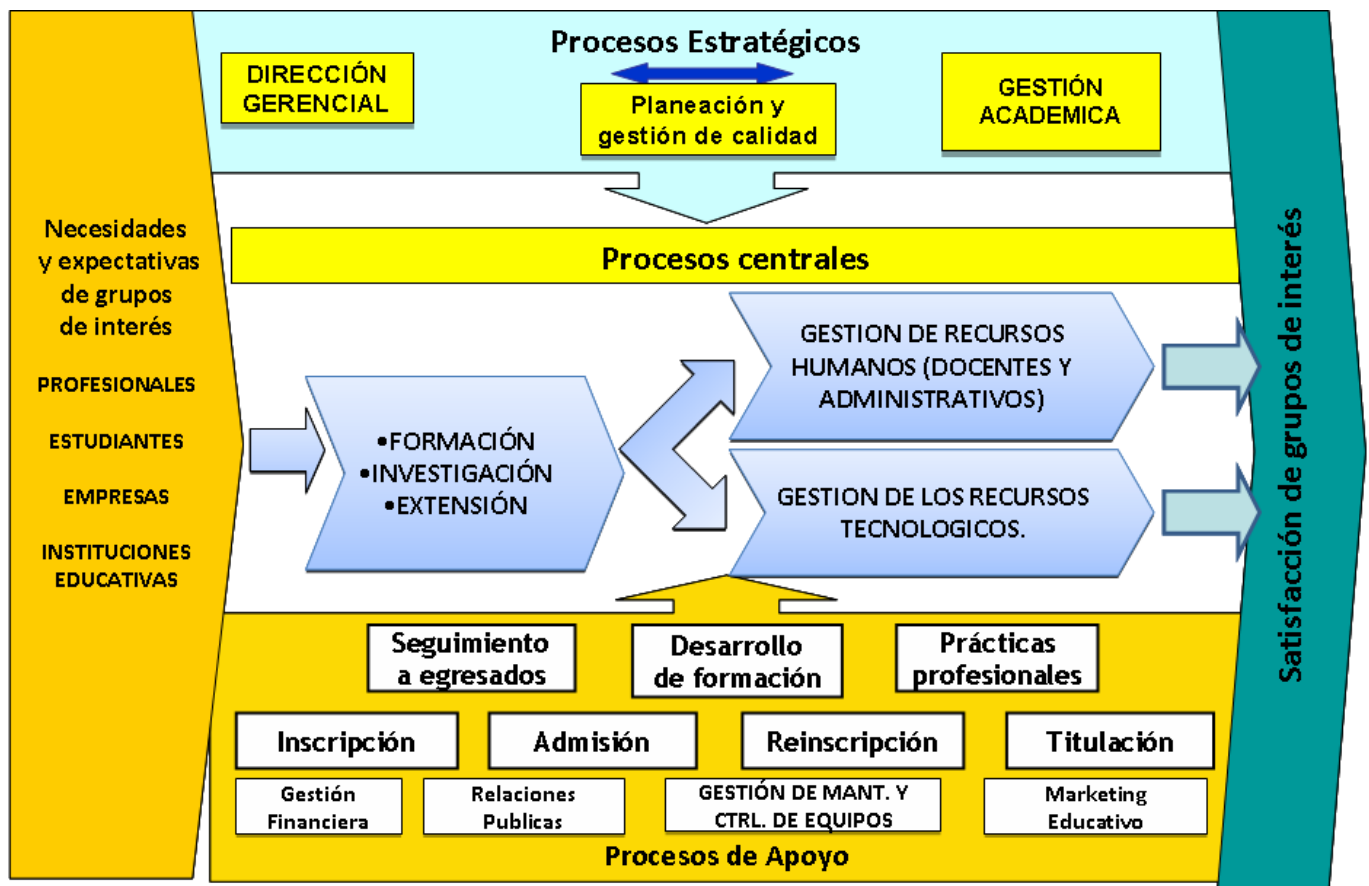 Procesos Estratégicos
DIRECCIÓN
GERENCIAL
Planeación y
gestión de calidad
GESTIÓN
ACADEMICA
Necesidades
y expectativas
de grupos
de interés
PROFESIONALES
ESTUDIANTES
EMPRESAS
INSTITUCIONES
EDUCATIVAS
Procesos centrales
•FORMACIÓN
•INVESTIGACIÓN
•EXTENSIÓN
GESTION DE RECURSOS
HUMANOS (DOCENTES Y
ADMINISTRATIVOS)
GESTION DE LOS RECURSOS
TECNOLOGICOS.
Satisfacción de grupos de interés
Seguimiento
a egresados
Desarrollo
de formación
Prácticas
profesionales
Inscripción
Admisión
Reinscripción
Titulación
Gestión
Financiera
Relaciones
Publicas
GESTIÓN DE MANT. Y
CTRL. DE EQUIPOS
Marketing
Educativo
Procesos de Apoyo